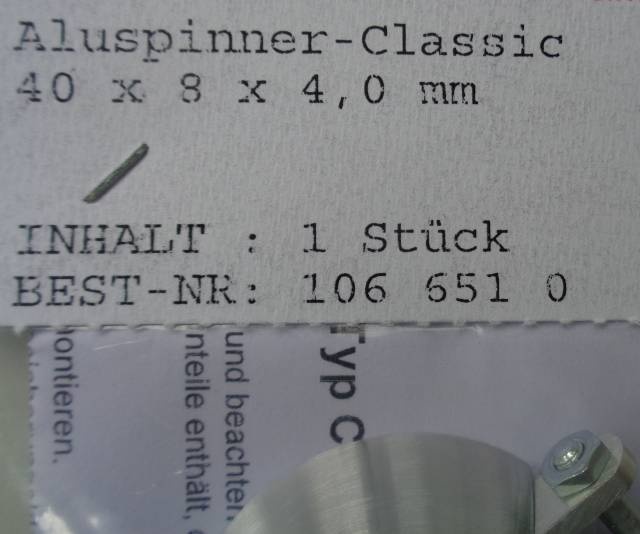 Aluspinner-Classic
40 x 8 x 4,0 mm
INHALT : 1 Stück
BEST-NR: 106 651 0
Typ C
und beachten
nteile enthält,
ontieren.